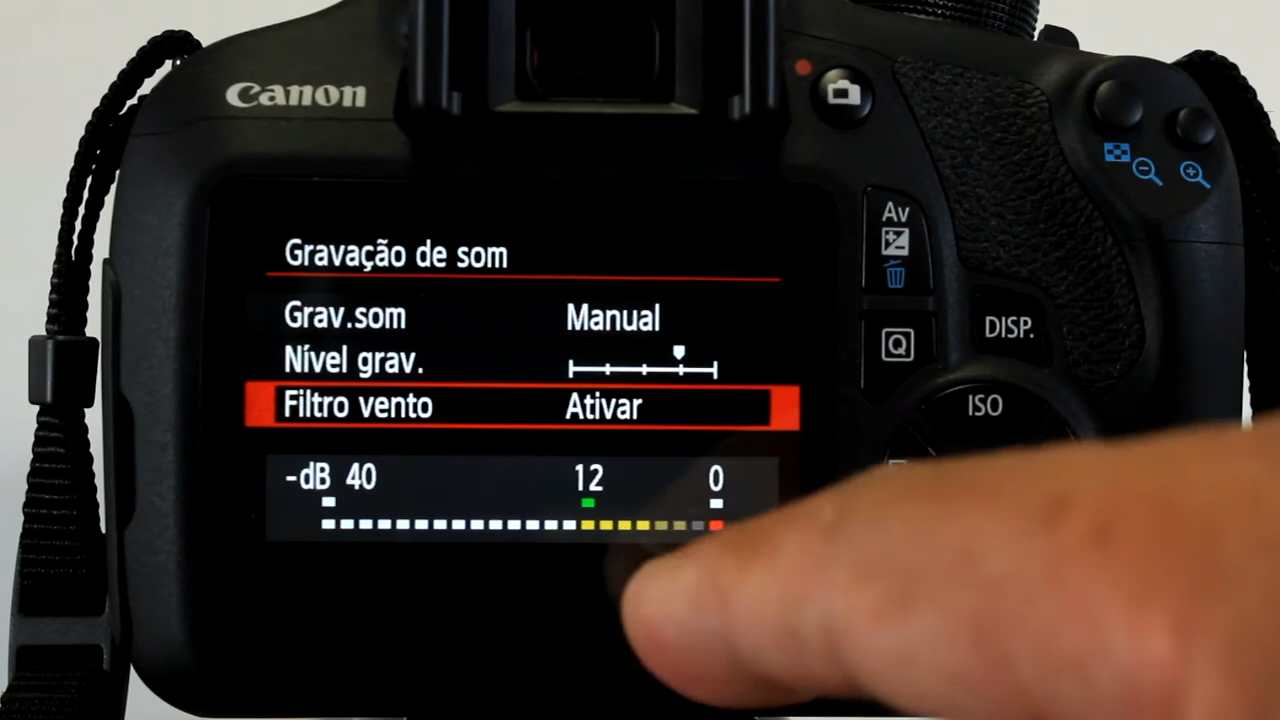 Canon
Gravação de som
Grav.som Manual
Nível grav.
Filtro vento Ativar
-dB 40 12 0
Av
Q
DISP.
ISO